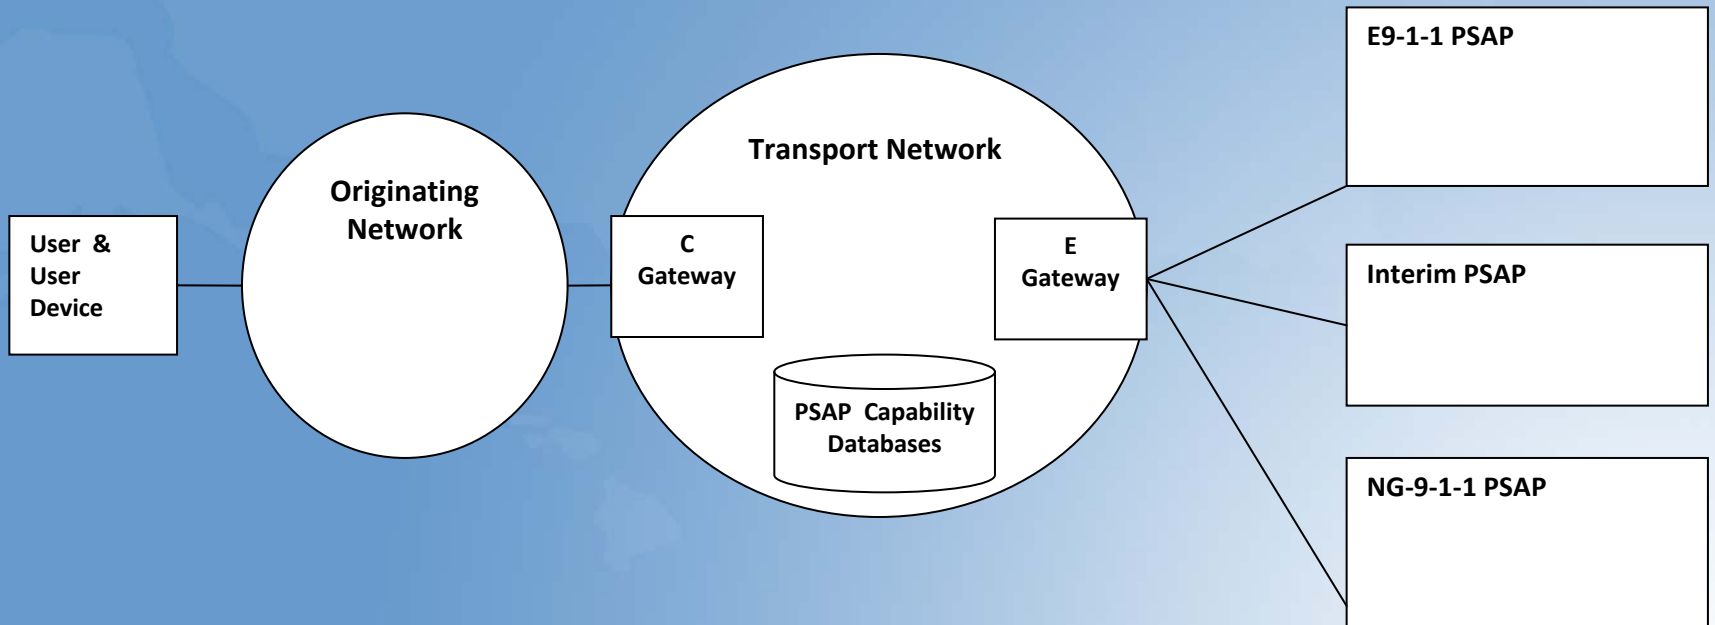 User &
User
Device
Originating
Network
Transport Network
C
Gateway
E
Gateway
PSAP Capability
Databases
E9-1-1 PSAP
Interim PSAP
NG-9-1-1 PSAP